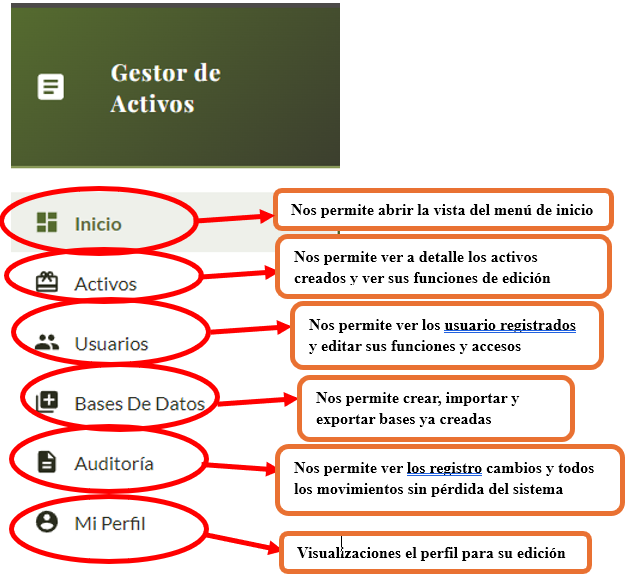 Gestor de
Activos
Inicio
Nos permite abrir la vista del menú de inicio
Activos
Nos permite ver a detalle los activos
creados y ver sus funciones de edición
Usuarios
Nos permite ver los usuario registrados
y editar sus funciones y accesos
Bases De Datos
Nos permite crear, importar y
exportar bases ya creadas
Auditoría
Nos permite ver los registro cambios y todos
los movimientos sin pérdida del sistema
Mi Perfil
Visualizaciones el perfil para su edición